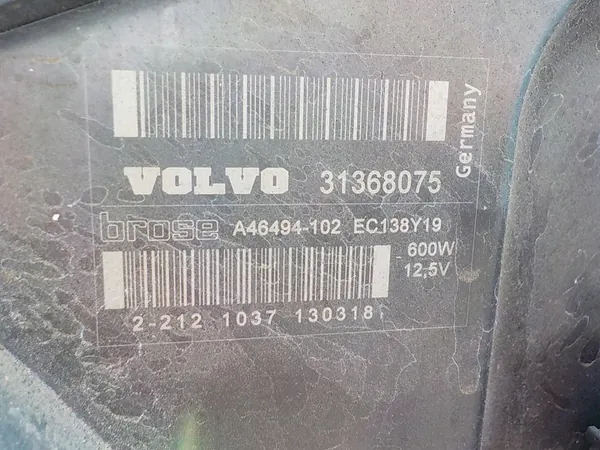 VOLVO 31368075
Germany
brose A46494-102 EC138Y19
600W
12,5V
2-212 1037 130318